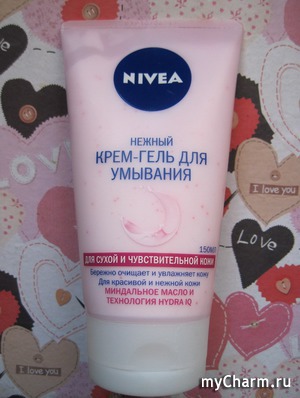 NIVEA
НЕЖНЫЙ
КРЕМ-ГЕЛЬ ДЛЯ
УМЫВАНИЯ
150МЛ
ДЛЯ СУХОЙ И ЧУВСТВИТЕЛЬНОЙ КОЖИ
Бережно очищает и увлажняет кожу
Для красивой и нежной кожи
МИНДАЛЬНОЕ МАСЛО И
ТЕХНОЛОГИЯ HYDRA IQ
LOVE
I love you
Love
I love you
myCharm.ru